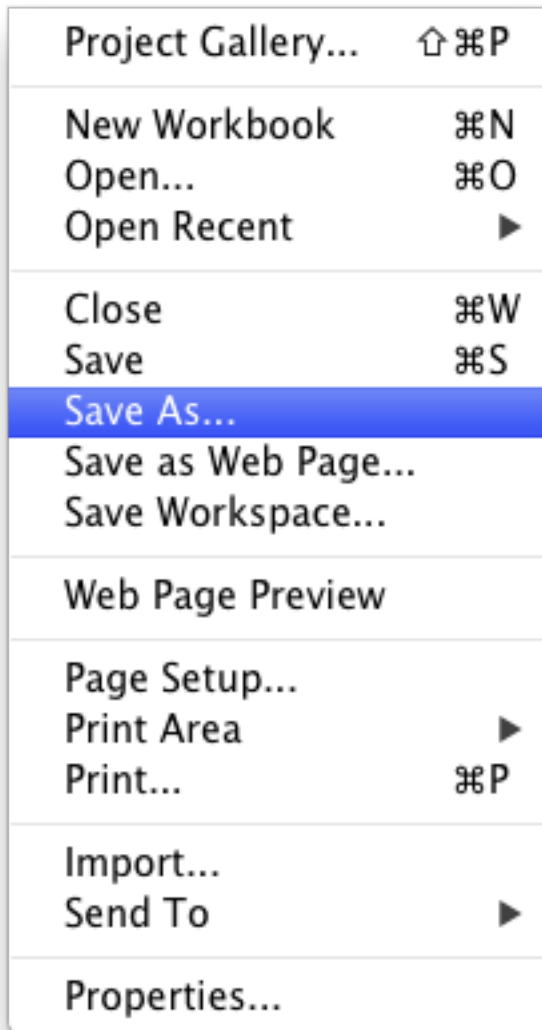 Project Gallery... ⇧⌘P
New Workbook ⌘N
Open... ⌘O
Open Recent ▶
Close ⌘W
Save ⌘S
Save As...
Save as Web Page...
Save Workspace...
Web Page Preview
Page Setup...
Print Area ▶
Print... ⌘P
Import...
Send To ▶
Properties...